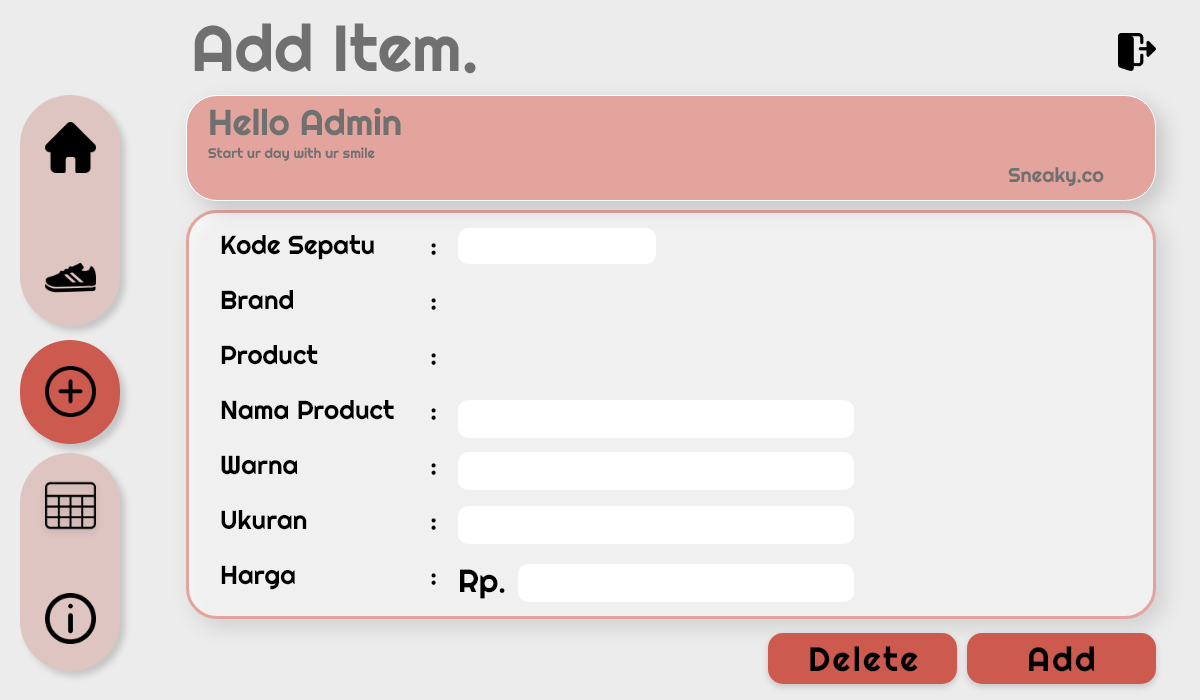 Add Item.
Hello Admin
Start ur day with ur smile
Sneaky.co
Kode Sepatu :
Brand :
Product :
Nama Product :
Warna :
Ukuran :
Harga : Rp.
Delete Add